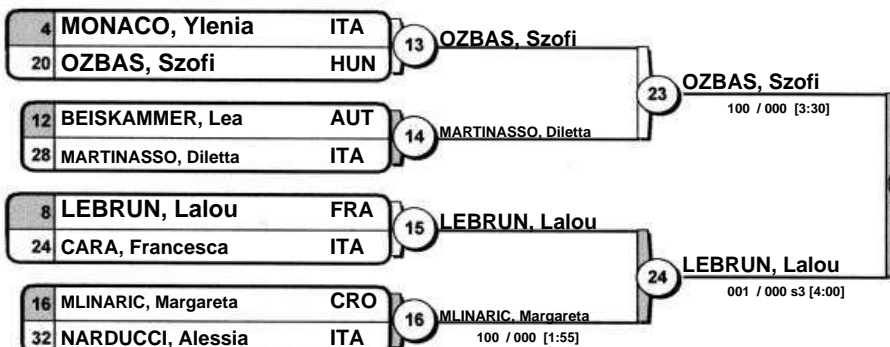 4 MONACO, Ylenia ITA
20 OZBAS, Szofi HUN
13 OZBAS, Szofi
12 BEISKAMMER, Lea AUT
28 MARTINASSO, Diletta ITA
14 MARTINASSO, Diletta
23 OZBAS, Szofi
100 / 000 [3:30]
8 LEBRUN, Lalou FRA
24 CARA, Francesca ITA
15 LEBRUN, Lalou
16 MLINARIC, Margareta CRO
32 NARDUCCI, Alessia ITA
16 MLINARIC, Margareta
100 / 000 [1:55]
24 LEBRUN, Lalou
001 / 000 s3 [4:00]